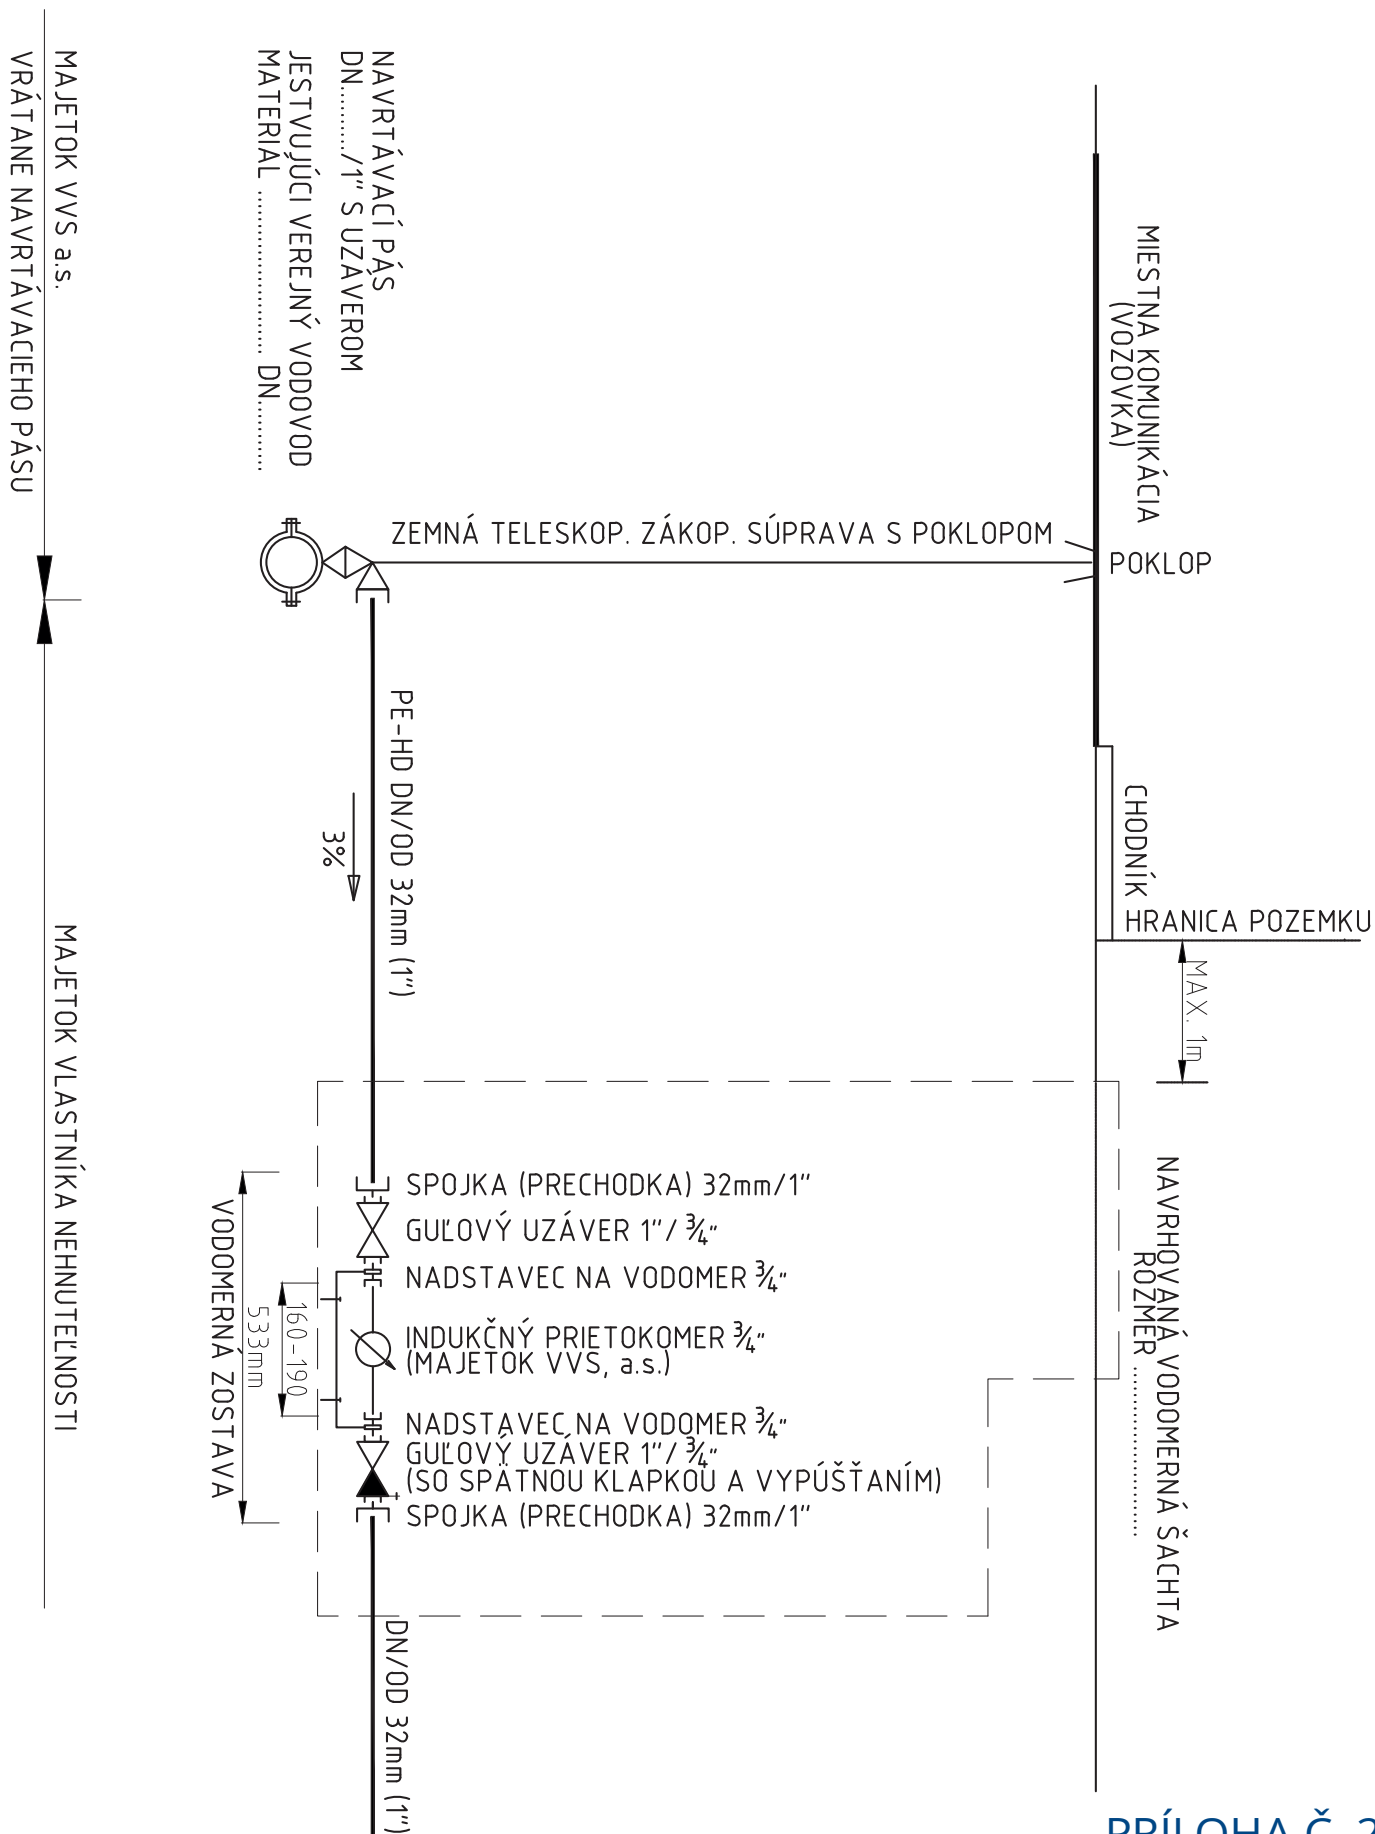 MIESTNA KOMUNIKÁCIA
(VOZOVKA)
POKLOP
CHODNÍK
HRANICA POZEMKU
MAX. 1m
NAVRHOVANÁ VODOMERNÁ ŠACHTA
ROZMER ..............................
ZEMNÁ TELESKOP. ZÁKOP. SÚPRAVA S POKLOPOM
NAVRTÁVACÍ PÁS
DN........../1" S UZÁVEROM
JESTVUJÚCI VEREJNÝ VODOVOD
MATERIAL .......................... DN...........
PE-HD DN/OD 32mm (1")
3%
SPOJKA (PRECHODKA) 32mm/1"
GUĽOVÝ UZÁVER 1"/ ¾"
NADSTAVEC NA VODOMER ¾"
INDUKČNÝ PRIETOKOMER ¾"
(MAJETOK VVS, a.s.)
NADSTAVEC NA VODOMER ¾"
GUĽOVÝ UZÁVER 1"/ ¾"
(SO SPÄTNOU KLAPKOU A VYPÚŠŤANÍM)
SPOJKA (PRECHODKA) 32mm/1"
DN/OD 32mm (1")
160-190
533mm
VODOMERNÁ ZOSTAVA
MAJETOK VVS a.s.
VRÁTANE NAVRTÁVACIEHO PÁSU
MAJETOK VLASTNÍKA NEHNUTEĽNOSTI
PRÍLOHA Č. 2